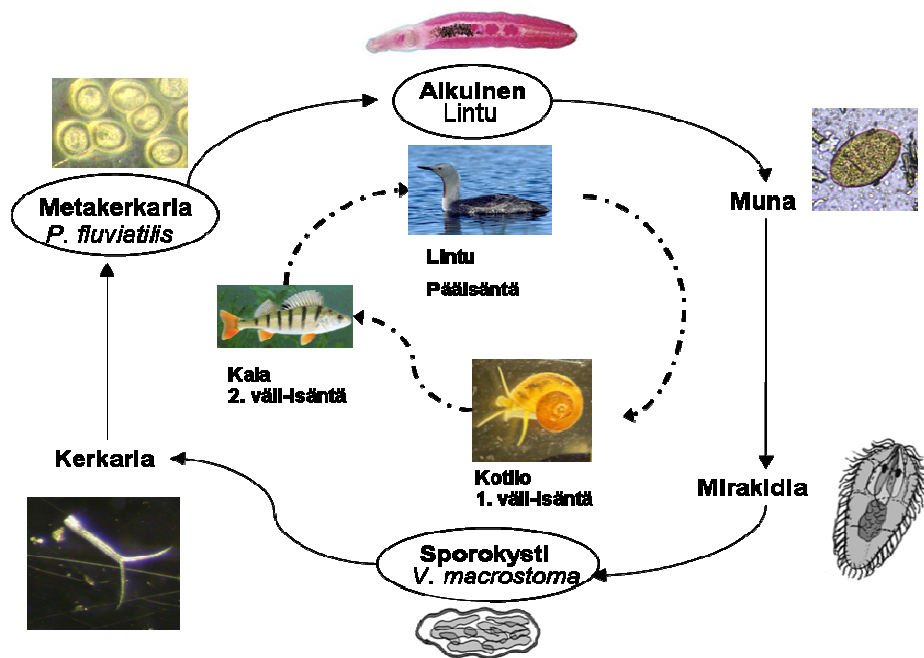 Aikuinen
Lintu
Muna
Metakerkaria
P. fluviatilis
Lintu
Pääisäntä
Kala
2. väli-isäntä
Kerkaria
Kotilo
1. väli-isäntä
Mirakidia
Sporokysti
V. macrostoma